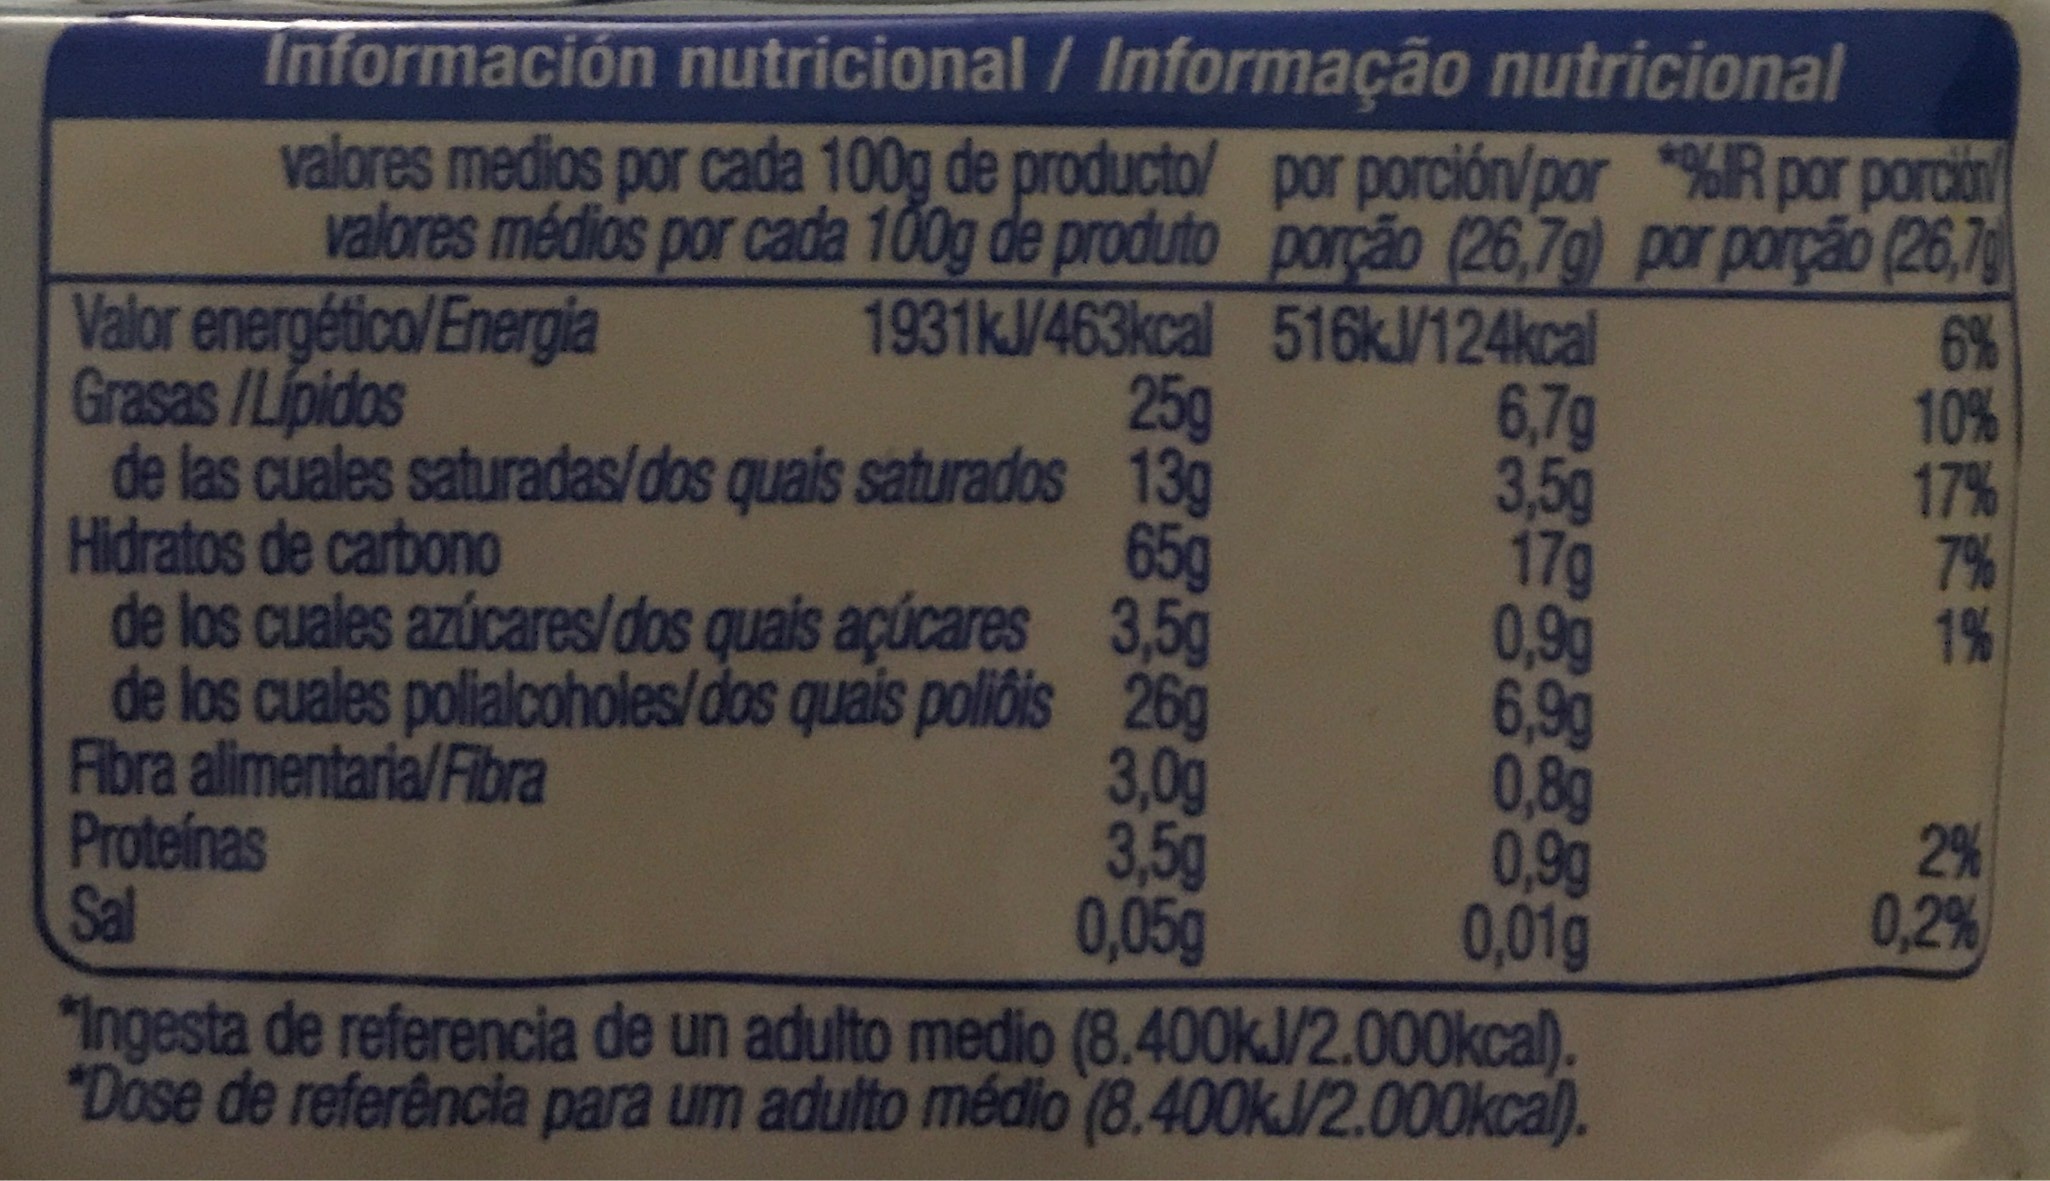 Información nutricional / Informação nutricional
valores medios por cada 100g de producto/ por porción/por *%IR por porción/
valores médios por cada 100g de produto porção (26,7g) por porção (26,7g)
Valor energético/Energia 1931kJ/463kcal 516kJ/124kcal 6%
Grasas /Lípidos 25g 6,7g 10%
de las cuales saturadas/dos quais saturados 13g 3,5g 17%
Hidratos de carbono 65g 17g 7%
de los cuales azúcares/dos quais açúcares 3,5g 0,9g 1%
de los cuales polialcoholes/dos quais polióis 26g 6,9g
Fibra alimentaria/Fibra 3,0g 0,8g
Proteínas 3,5g 0,9g 2%
Sal 0,05g 0,01g 0,2%
*Ingesta de referencia de un adulto medio (8.400kJ/2.000kcal).
*Dose de referência para um adulto médio (8.400kJ/2.000kcal).